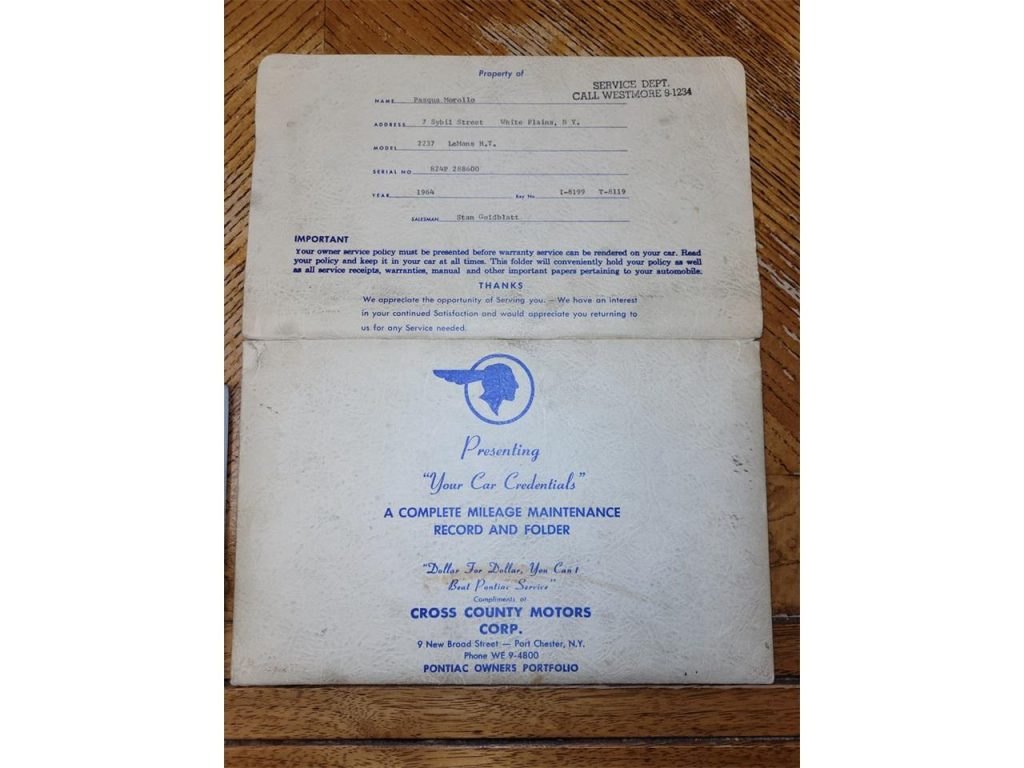 Property of
SERVICE DEPT.
CALL WESTMORE 9-1234
NAME Pasqua Morollo
ADDRESS 7 Sybil Street White Plains, N Y.
MODEL 2237 LeMons H.T.
SERIAL NO 824P 288600
YEAR 1964 Key No I-8199 T-8119
SALESMAN Stan Goldblatt
IMPORTANT
Your owner service policy must be presented before warranty service can be rendered on your car. Read
your policy and keep it in your car at all times. This folder will conveniently hold your policy as well
as all service receipts, warranties, manual and other important papers pertaining to your automobile.
THANKS
We appreciate the opportunity of Serving you. — We have an interest
in your continued Satisfaction and would appreciate you returning to
us for any Service needed.
Presenting
"Your Car Credentials"
A COMPLETE MILEAGE MAINTENANCE
RECORD AND FOLDER
"Dollar For Dollar, You Can't
Beat Pontiac Service"
Compliments of
CROSS COUNTY MOTORS
CORP.
9 New Broad Street — Port Chester, N.Y.
Phone WE 9-4800
PONTIAC OWNERS PORTFOLIO